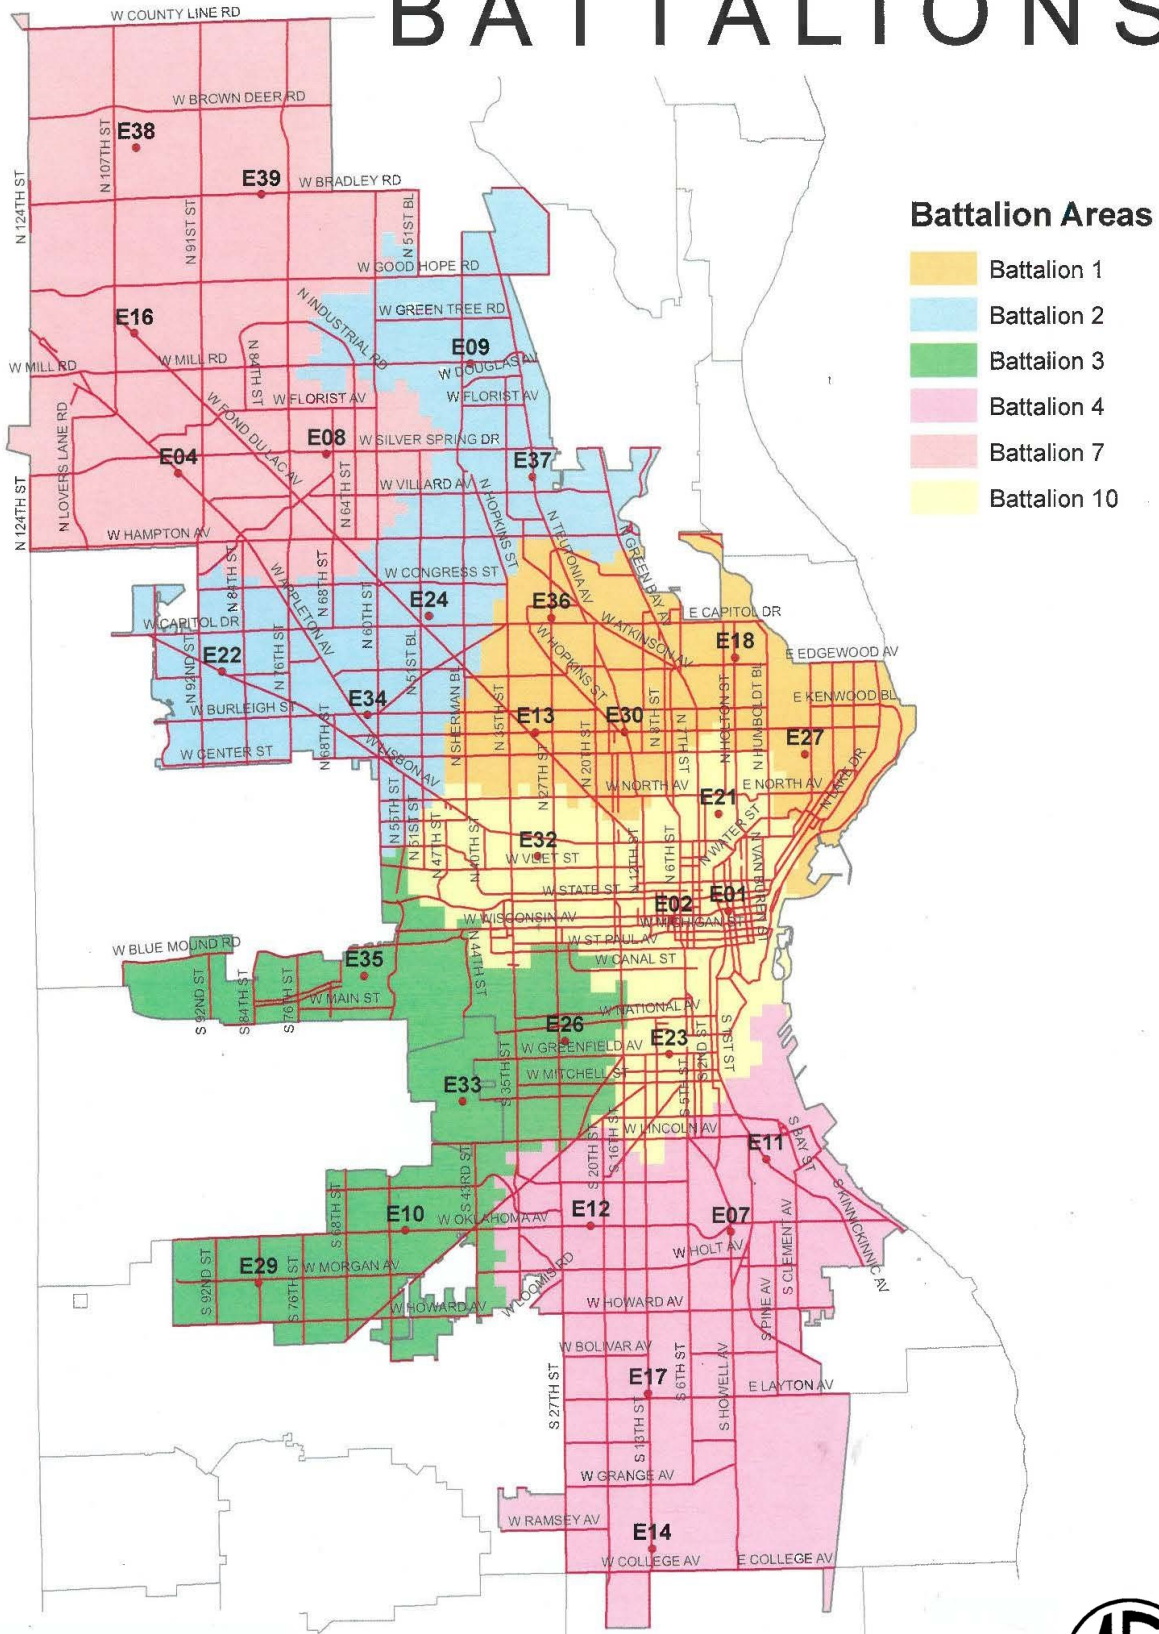 BATTALIONS
W COUNTY LINE RD
W BROWN DEER RD
E38
N 107TH ST
E39
W BRADLEY RD
N 124TH ST
N 91ST ST
N 51ST BL
W GOOD HOPE RD
N INDUSTRIAL RD
W GREEN TREE RD
E16
E09
W MILL RD
W MILL RD
N 84TH ST
W DOUGLAS AV
W FLORIST AV
W FLORIST AV
W FOND DU LAC AV
N LOVERS LANE RD
E08
W SILVER SPRING DR
E04
E37
N 124TH ST
N 64TH ST
W VILLARD AV
N HOPKINS ST
W HAMPTON AV
N TEUTONIA AV
N GREEN BAY AV
N 84TH ST
W APPLETON AV
N 68TH ST
W CONGRESS ST
N 60TH ST
E24
E36
W CAPITOL DR
E CAPITOL DR
W ATKINSON AV
W HOPKINS ST
E18
E EDGEWOOD AV
N 92ND ST
E22
N 76TH ST
N 51ST BL
N SHERMAN BL
E KENWOOD BL
W BURLEIGH ST
E34
N 35TH ST
E13
E30
N 8TH ST
N 7TH ST
N HOLTON ST
N HUMBOLDT BL
E27
N 68TH ST
W CENTER ST
W LISBON AV
N 27TH ST
N 20TH ST
W NORTH AV
E NORTH AV
N LAKE DR
N 55TH ST
N 51ST ST
N 47TH ST
N 40TH ST
E21
N WATER ST
E32
W VLIET ST
N 12TH ST
N 6TH ST
N VAN BUREN ST
W STATE ST
E02
E01
W WISCONSIN AV
W MICHIGAN ST
W ST PAUL AV
W BLUE MOUND RD
N 44TH ST
W CANAL ST
E35
S 92ND ST
S 84TH ST
S 76TH ST
W MAIN ST
W NATIONAL AV
E26
W GREENFIELD AV
E23
S 2ND ST
S 1ST ST
S 35TH ST
W MITCHELL ST
E33
S 5TH ST
S 20TH ST
S 16TH ST
W LINCOLN AV
E11
S BAY ST
S KINNICKINNIC AV
S 43RD ST
S 68TH ST
E10
W OKLAHOMA AV
E12
E07
S CLEMENT AV
W HOLT AV
E29
S 92ND ST
S 76TH ST
W MORGAN AV
W HOWARD AV
W LOOMIS RD
W HOWARD AV
S PINE AV
W BOLIVAR AV
S 27TH ST
E17
S 6TH ST
S HOWELL AV
E LAYTON AV
S 13TH ST
W GRANGE AV
W RAMSEY AV
E14
W COLLEGE AV
E COLLEGE AV
Battalion Areas
Battalion 1
Battalion 2
Battalion 3
Battalion 4
Battalion 7
Battalion 10